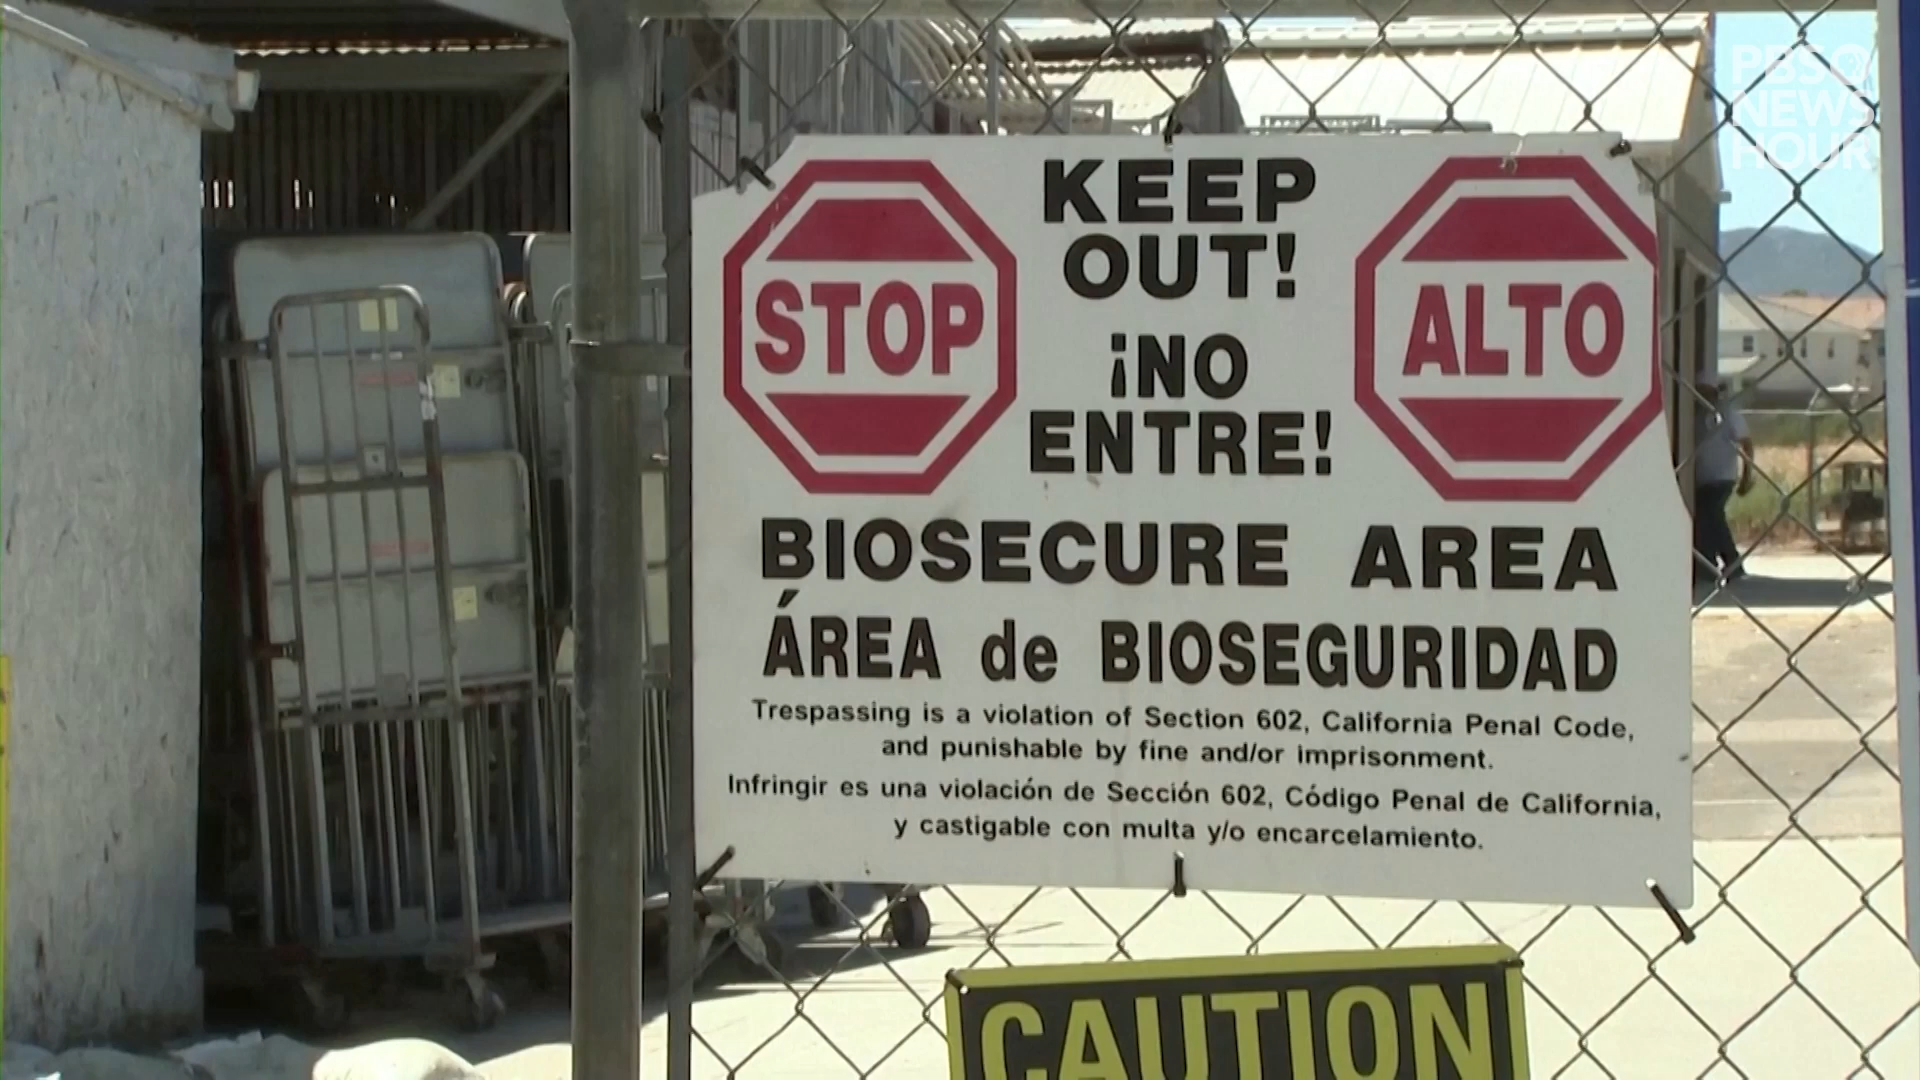 PBS NEWS HOUR
STOP
KEEP
OUT!
¡NO
ENTRE!
ALTO
BIOSECURE AREA
ÁREA de BIOSEGURIDAD
Trespassing is a violation of Section 602, California Penal Code,
and punishable by fine and/or imprisonment.
Infringir es una violación de Sección 602, Código Penal de California,
y castigable con multa y/o encarcelamiento.
CAUTION